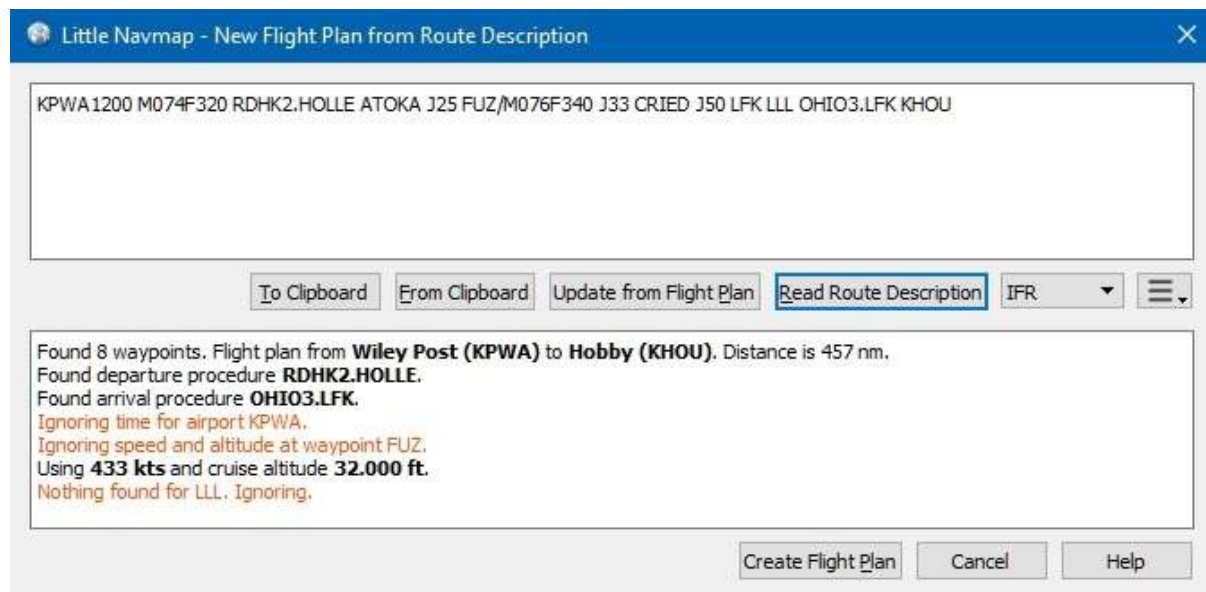 Little Navmap - New Flight Plan from Route Description
KPWA1200 M074F320 RDHK2.HOLLE ATOKA J25 FUZ/M076F340 J33 CRIED J50 LFK LLL OHIO3.LFK KHOU
To Clipboard From Clipboard Update from Flight Plan Read Route Description IFR
Found 8 waypoints. Flight plan from Wiley Post (KPWA) to Hobby (KHOU). Distance is 457 nm.
Found departure procedure RDHK2.HOLLE.
Found arrival procedure OHIO3.LFK.
Ignoring time for airport KPWA.
Ignoring speed and altitude at waypoint FUZ.
Using 433 kts and cruise altitude 32.000 ft.
Nothing found for LLL. Ignoring.
Create Flight Plan Cancel Help